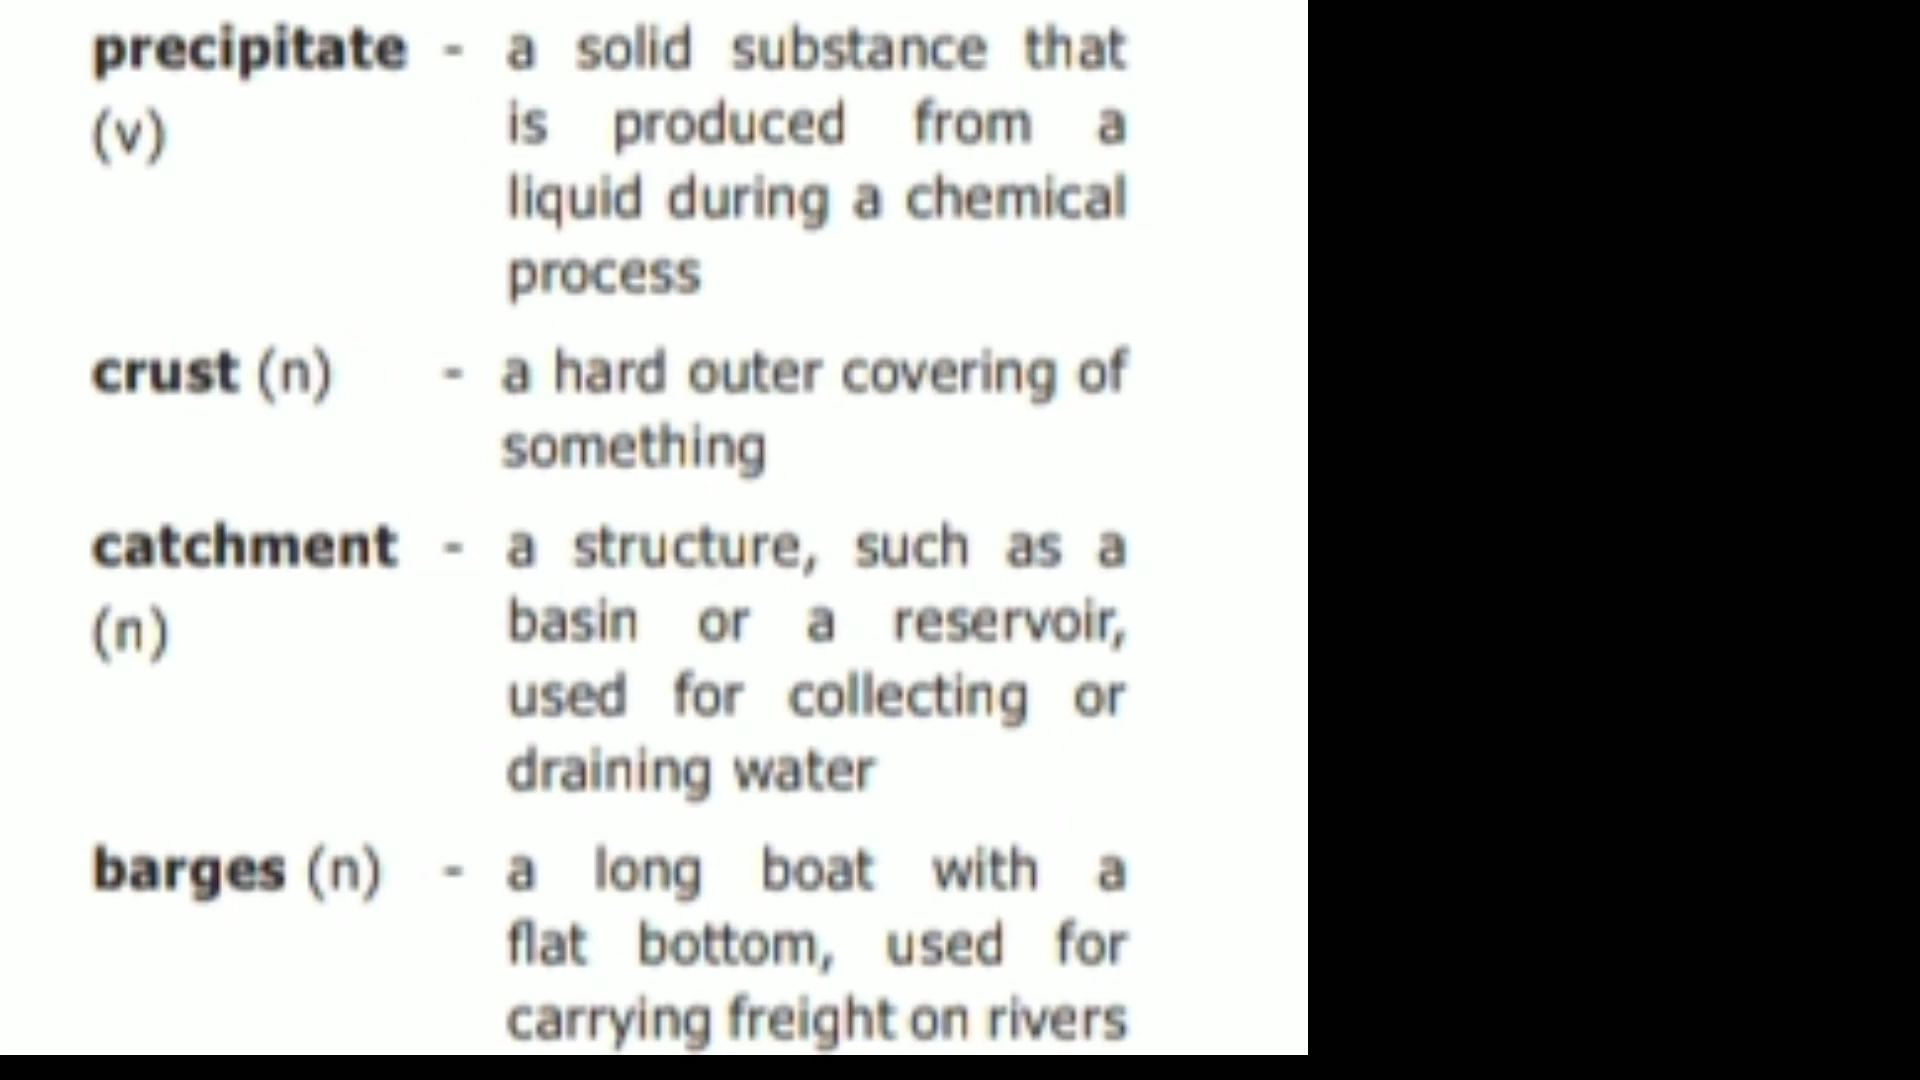 precipitate - a solid substance that
(v) is produced from a
liquid during a chemical
process
crust (n) - a hard outer covering of
something
catchment - a structure, such as a
(n) basin or a reservoir,
used for collecting or
draining water
barges (n) - a long boat with a
flat bottom, used for
carrying freight on rivers